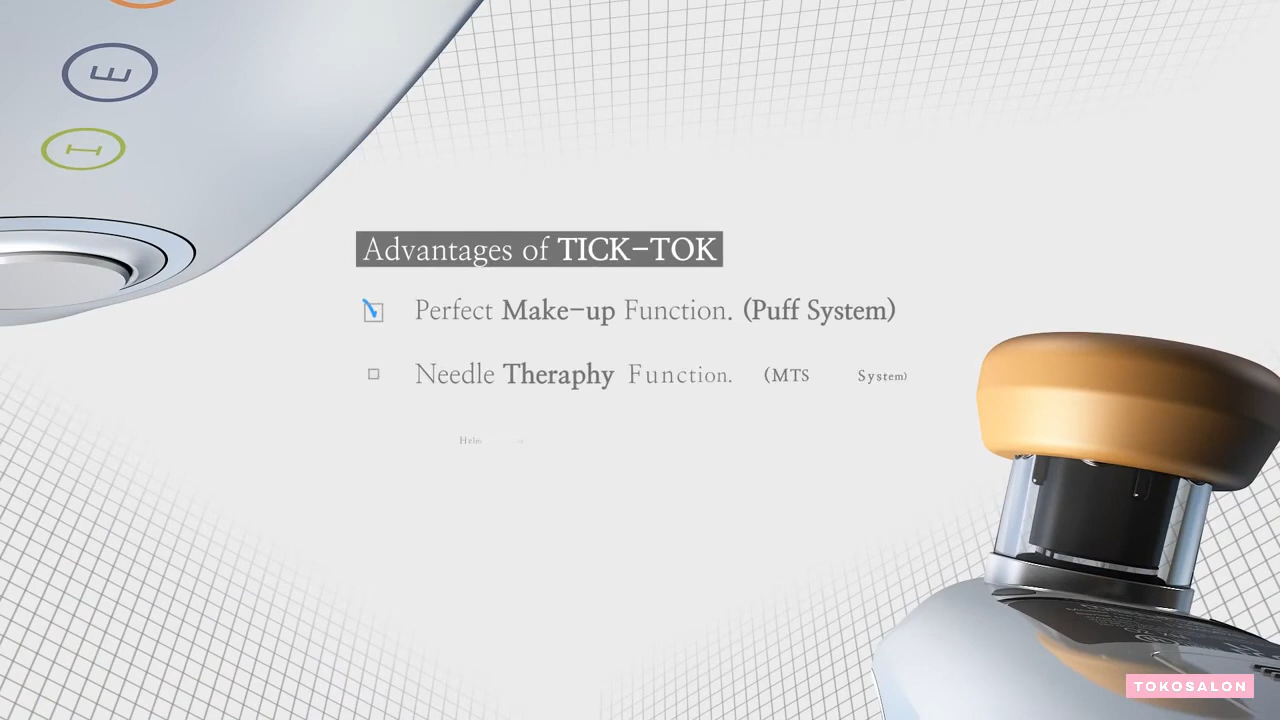 E
I
Advantages of TICK-TOK
Perfect Make-up Function. (Puff System)
Needle Theraphy Function. (MTS System)
TOKOSALON